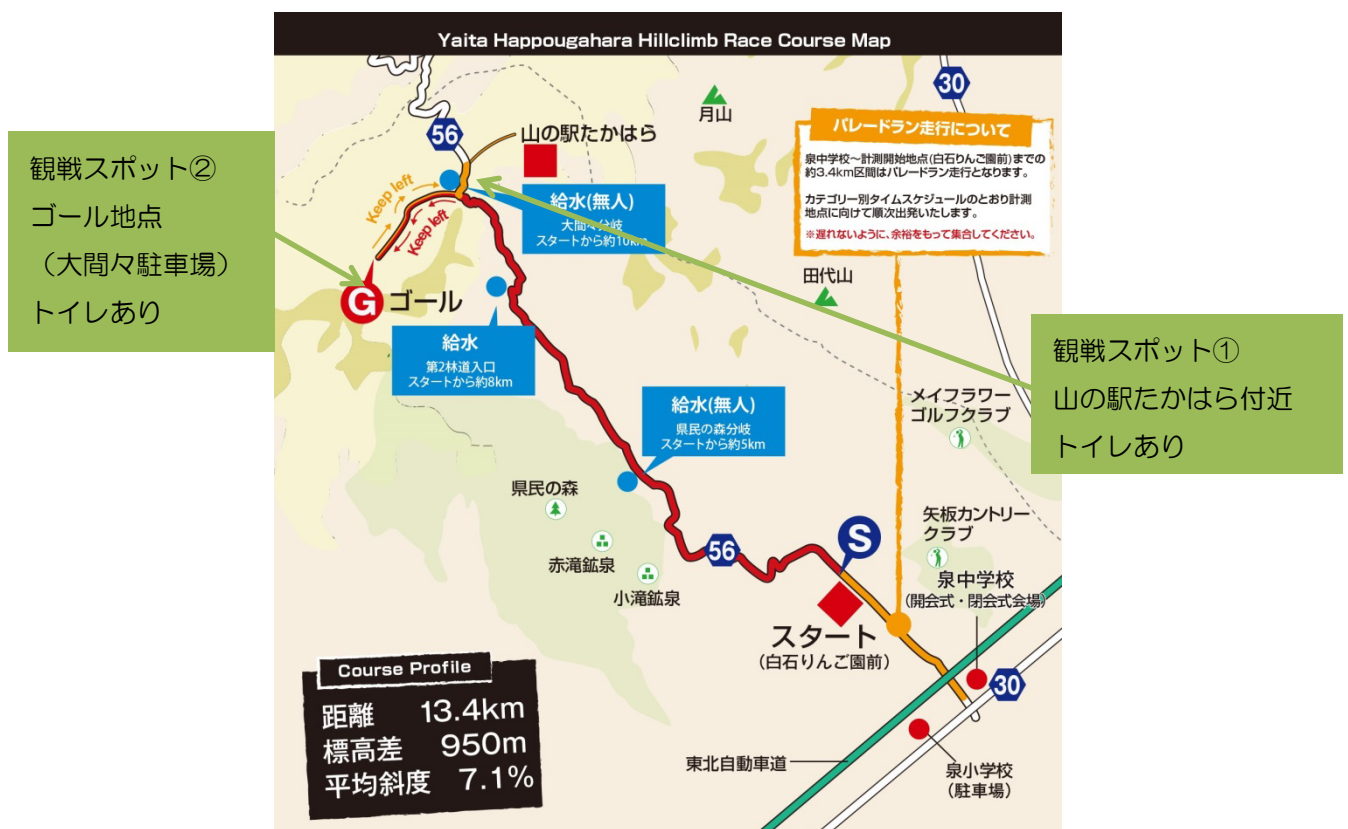 Yaita Happougahara Hillclimb Race Course Map
30
月山
パレードラン走行について
泉中学校~計測開始地点(白石りんご園前)までの
約3.4km区間はパレードラン走行となります。
カテゴリー別タイムスケジュールのとおり計測
地点に向けて順次出発いたします。
※遅れないように、余裕をもって集合してください。
56
山の駅たかはら
観戦スポット②
ゴール地点
(大間々駐車場)
トイレあり
Keep left
Keep left
給水(無人)
大間々分岐
スタートから約10km
田代山
G ゴール
給水
第2林道入口
スタートから約8km
観戦スポット①
山の駅たかはら付近
トイレあり
給水(無人)
県民の森分岐
スタートから約5km
メイフラワー
ゴルフクラブ
県民の森
赤滝鉱泉
小滝鉱泉
56
S
矢板カントリー
クラブ
泉中学校
(開会式・閉会式会場)
スタート
(白石りんご園前)
30
Course Profile
距離 13.4km
標高差 950m
平均斜度 7.1%
東北自動車道
泉小学校
(駐車場)